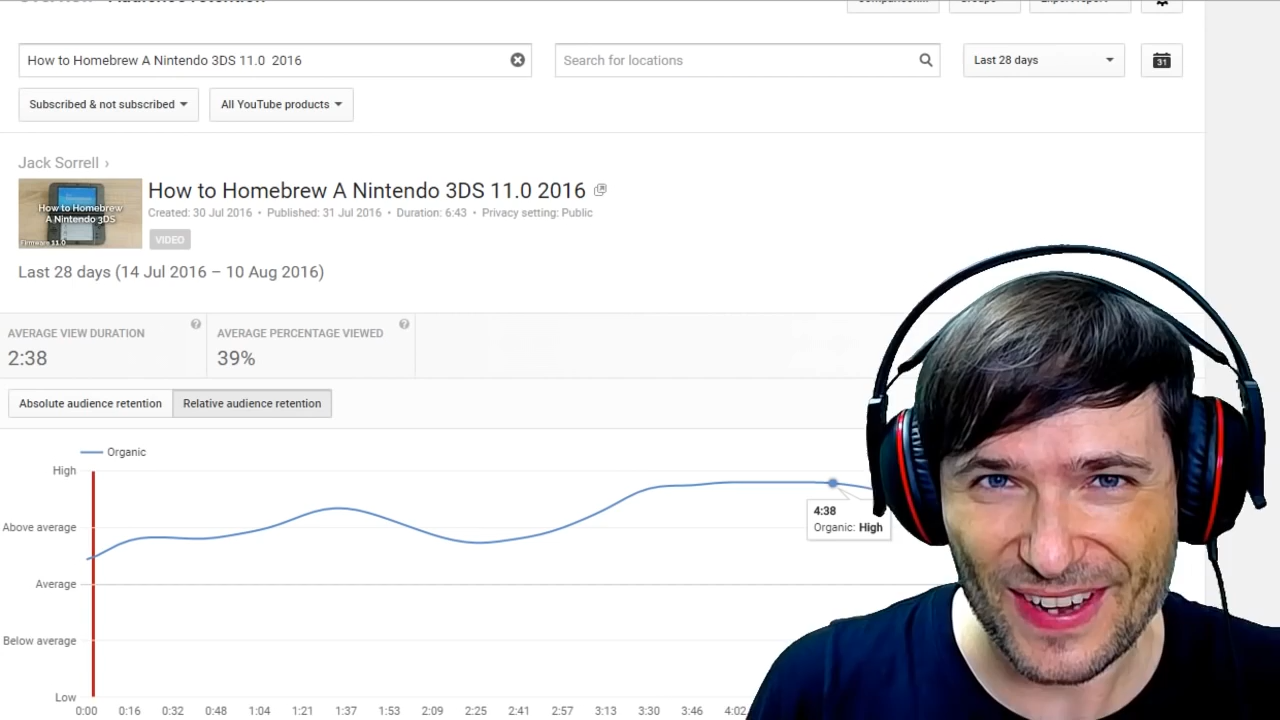 How to Homebrew A Nintendo 3DS 11.0 2016
Search for locations
Last 28 days
31
Subscribed & not subscribed
All YouTube products
Jack Sorrell ›
How to Homebrew
A Nintendo 3DS
Firmware 11.0
How to Homebrew A Nintendo 3DS 11.0 2016
Created: 30 Jul 2016 • Published: 31 Jul 2016 • Duration: 6:43 • Privacy setting: Public
VIDEO
Last 28 days (14 Jul 2016 – 10 Aug 2016)
AVERAGE VIEW DURATION ?
2:38
AVERAGE PERCENTAGE VIEWED ?
39%
Absolute audience retention
Relative audience retention
Organic
High
Above average
Average
Below average
Low
4:38
Organic: High
0:00 0:16 0:32 0:48 1:04 1:21 1:37 1:53 2:09 2:25 2:41 2:57 3:13 3:30 3:46 4:02